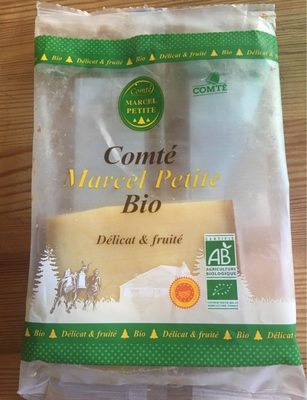 Bio Délicat & fruité Bio Délicat & fruité Bio
Comté
MARCEL
PETITE
COMTÉ
Comté
Marcel Petite
Bio
Délicat & fruité
CERTIFIÉ
AB
AGRICULTURE
BIOLOGIQUE
Bio Délicat & fruité Bio Délicat & fruité Bio